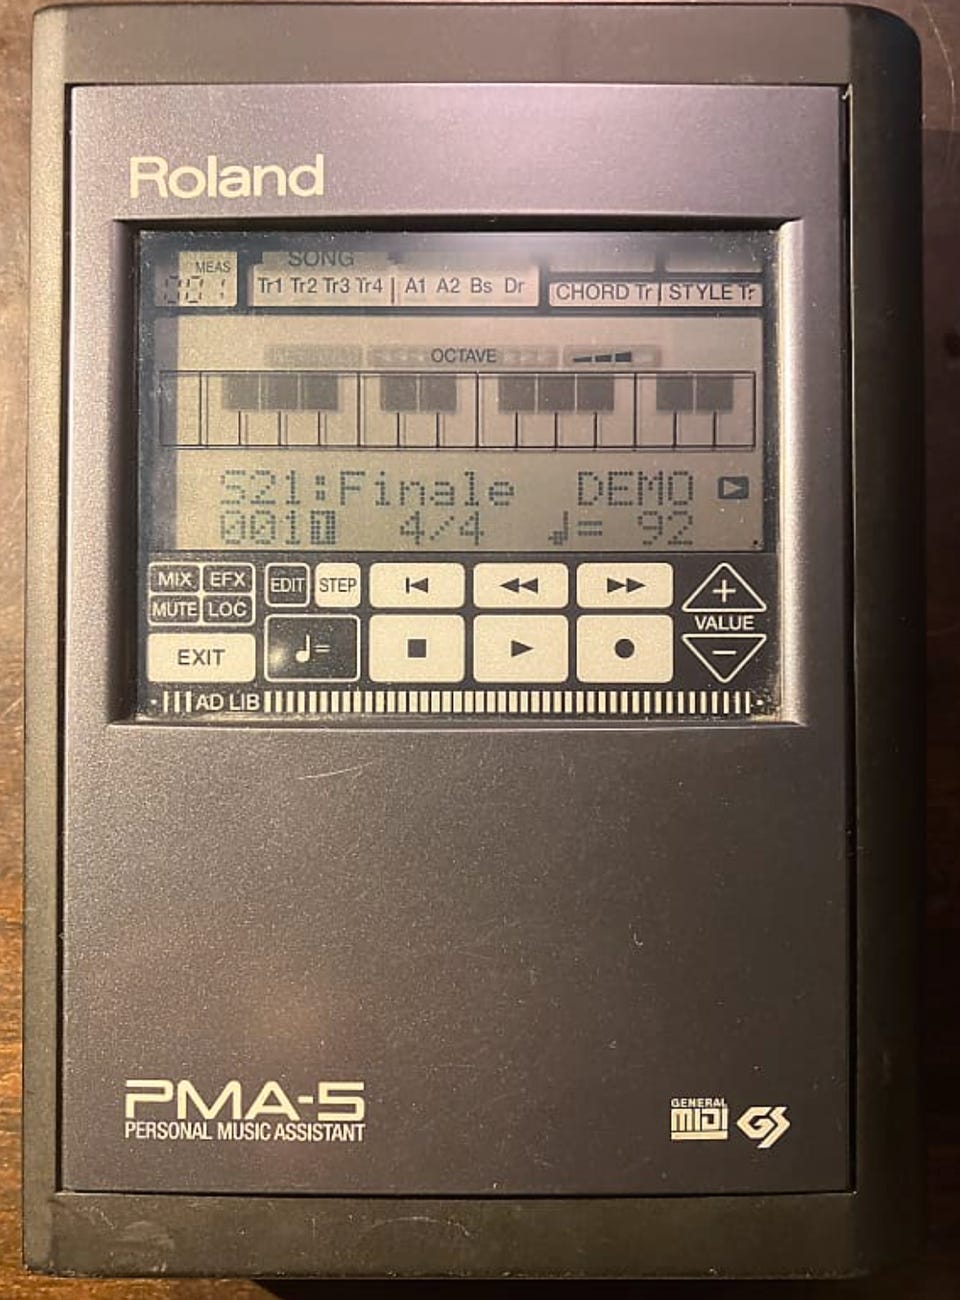 Roland
MEAS
001
SONG
Tr1 Tr2 Tr3 Tr4 | A1 A2 Bs Dr
CHORD Tr | STYLE Tr
OCTAVE
S21:Finale DEMO
0011 4/4 ♩= 92
MIX EFX
MUTE LOC
EDIT STEP
EXIT
♩=
+
VALUE
−
AD LIB
PMA-5
PERSONAL MUSIC ASSISTANT
GENERAL
MIDI
GS